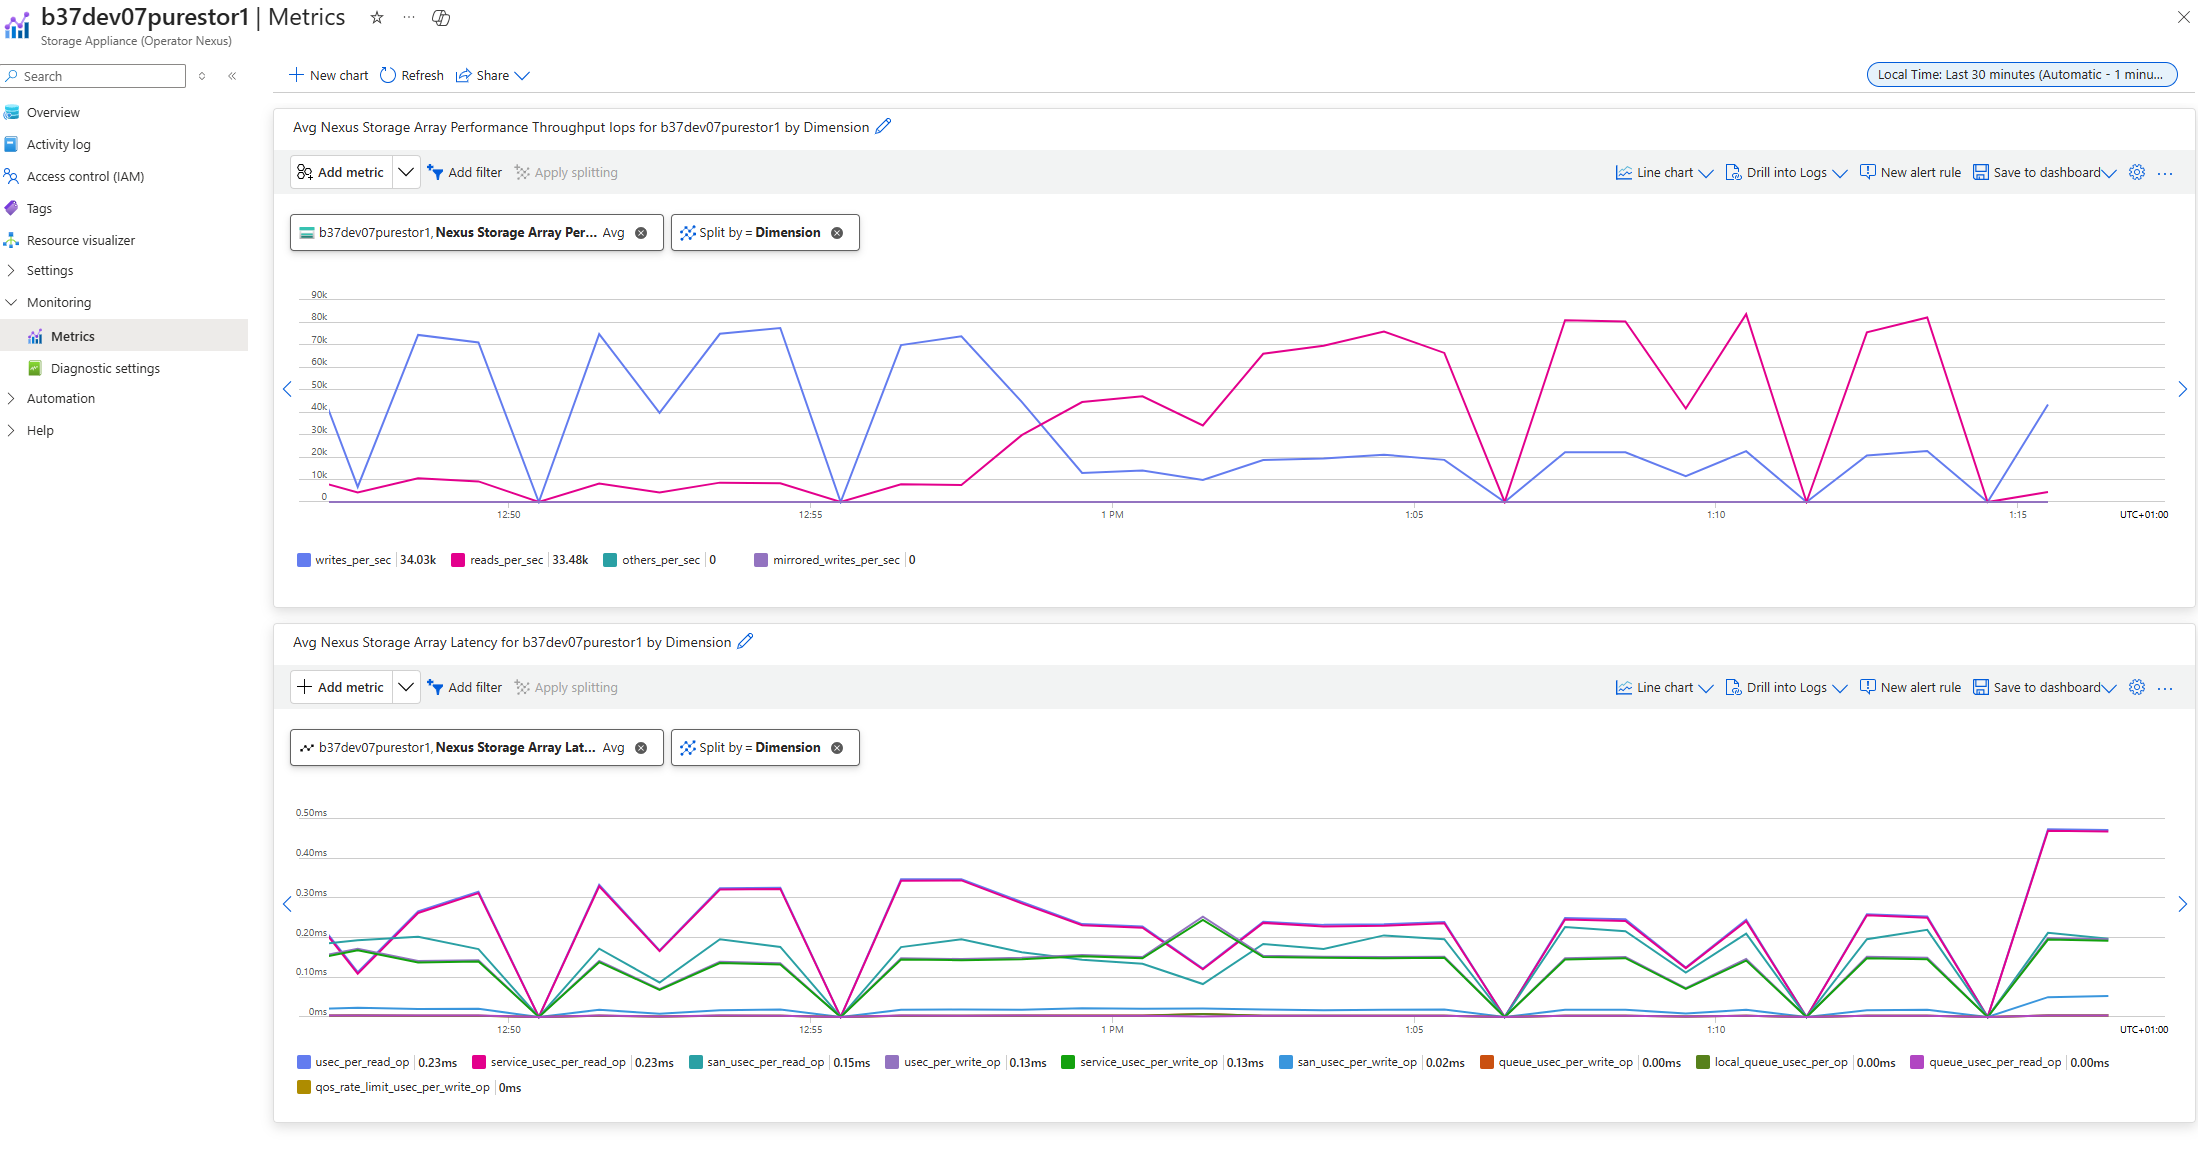 b37dev07purestor1 | Metrics
Storage Appliance (Operator Nexus)
Search
Overview
Activity log
Access control (IAM)
Tags
Resource visualizer
Settings
Monitoring
Metrics
Diagnostic settings
Automation
Help
New chart Refresh Share
Local Time: Last 30 minutes (Automatic - 1 minu...
Avg Nexus Storage Array Performance Throughput Iops for b37dev07purestor1 by Dimension
Add metric Add filter Apply splitting Line chart Drill into Logs New alert rule Save to dashboard ...
b37dev07purestor1, Nexus Storage Array Per... Avg Split by = Dimension
90k
80k
70k
60k
50k
40k
30k
20k
10k
0
12:50 12:55 1 PM 1:05 1:10 1:15 UTC+01:00
writes_per_sec 34.03k reads_per_sec 33.48k others_per_sec 0 mirrored_writes_per_sec 0
Avg Nexus Storage Array Latency for b37dev07purestor1 by Dimension
Add metric Add filter Apply splitting Line chart Drill into Logs New alert rule Save to dashboard ...
b37dev07purestor1, Nexus Storage Array Lat... Avg Split by = Dimension
0.50ms
0.40ms
0.30ms
0.20ms
0.10ms
0ms
12:50 12:55 1 PM 1:05 1:10 UTC+01:00
usec_per_read_op 0.23ms service_usec_per_read_op 0.23ms san_usec_per_read_op 0.15ms usec_per_write_op 0.13ms service_usec_per_write_op 0.13ms san_usec_per_write_op 0.02ms queue_usec_per_write_op 0.00ms local_queue_usec_per_op 0.00ms queue_usec_per_read_op 0.00ms
qos_rate_limit_usec_per_write_op 0ms